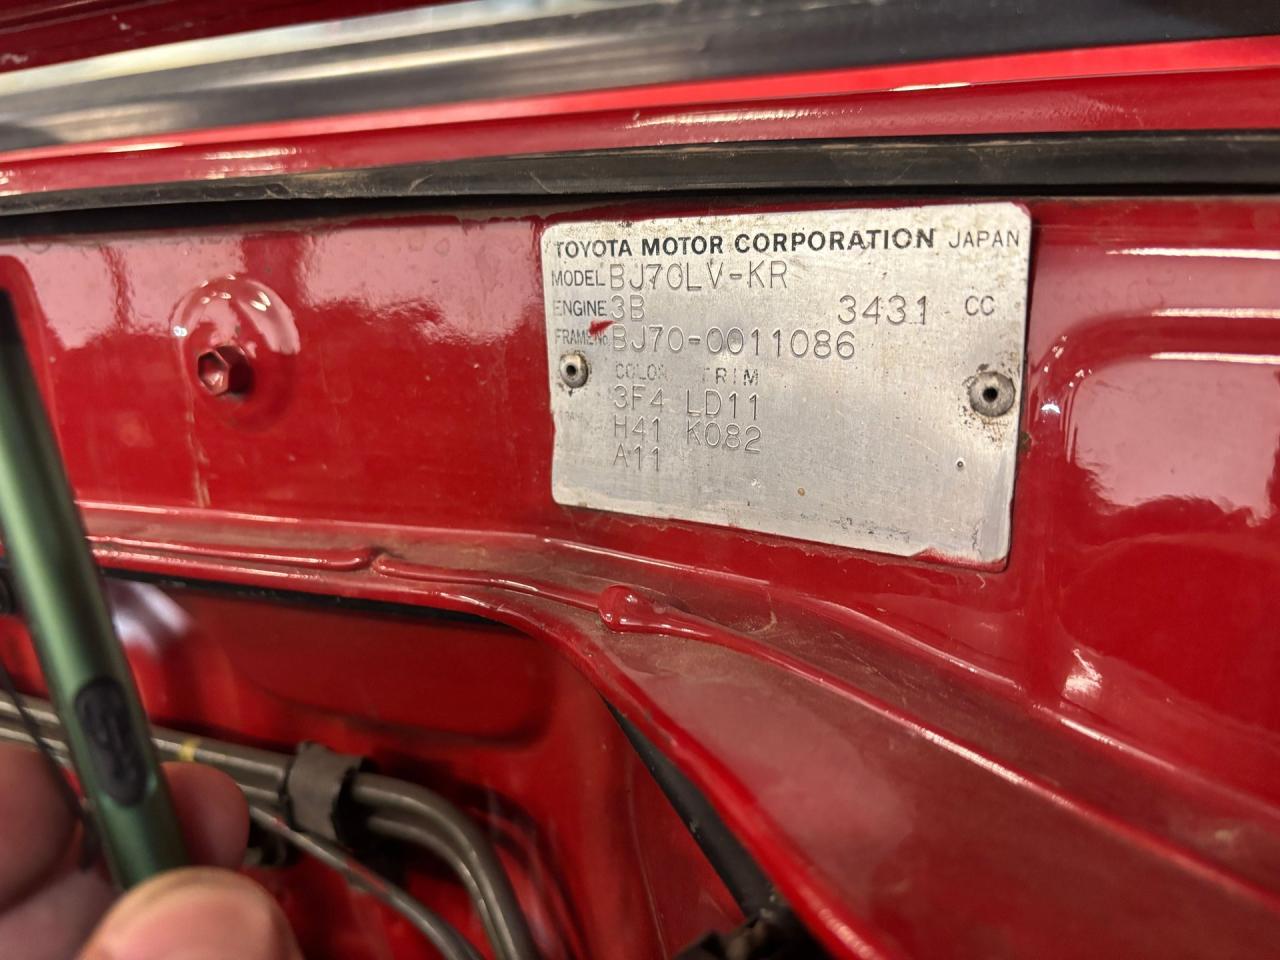 TOYOTA MOTOR CORPORATION JAPAN
MODEL BJ70LV-KR
ENGINE 3B 3431 CC
FRAME No. BJ70-0011086
COLOR TRIM
3F4 LD11
H41 K082
A11